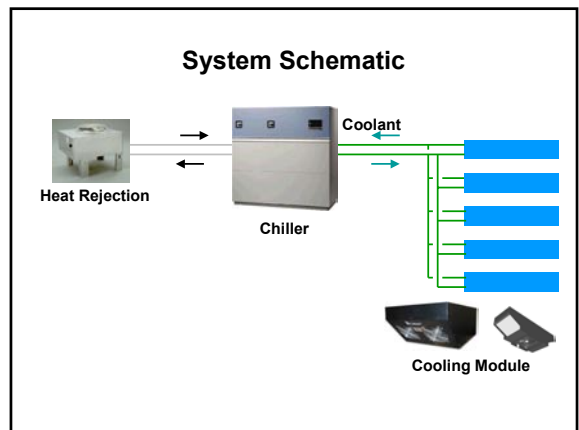 System Schematic
Coolant
Heat Rejection
Chiller
Cooling Module